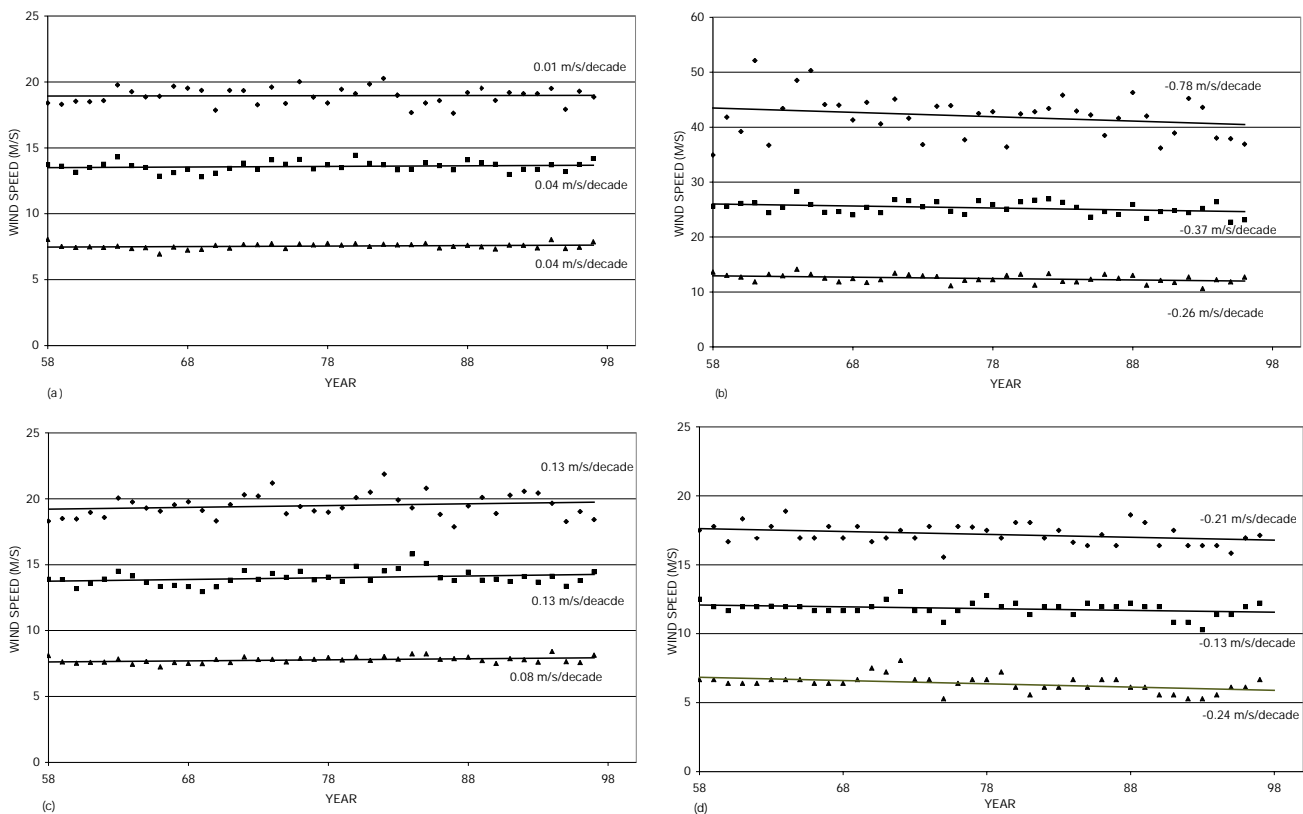 25
20
15
10
5
0
WIND SPEED (M/S)
0.01 m/s/decade
0.04 m/s/decade
0.04 m/s/decade
58 68 78 88 98
YEAR
(a)
60
50
40
30
20
10
0
WIND SPEED (M/S)
-0.78 m/s/decade
-0.37 m/s/decade
-0.26 m/s/decade
58 68 78 88 98
YEAR
(b)
25
20
15
10
5
0
WIND SPEED (M/S)
0.13 m/s/decade
0.13 m/s/deacde
0.08 m/s/decade
58 68 78 88 98
YEAR
(c)
25
20
15
10
5
0
WIND SPEED (M/S)
-0.21 m/s/decade
-0.13 m/s/decade
-0.24 m/s/decade
58 68 78 88 98
YEAR
(d)